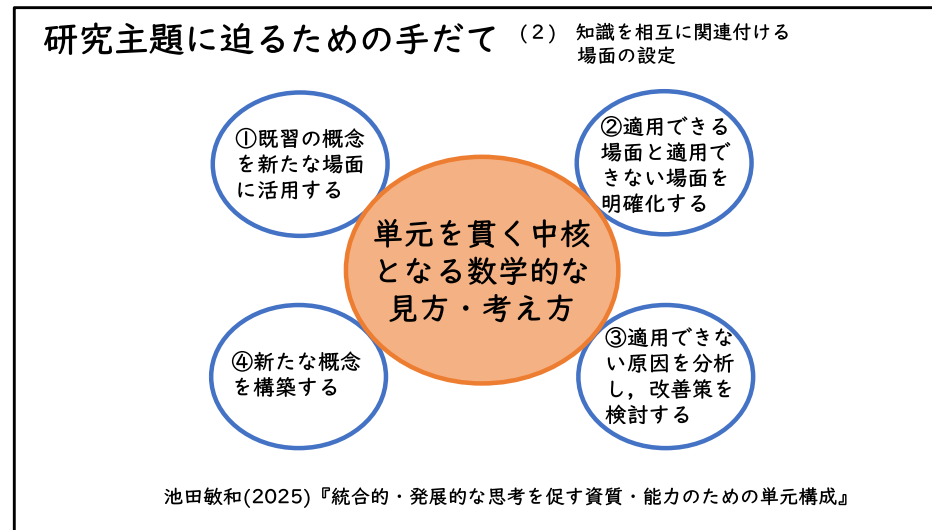 研究主題に迫るための手だて
(2) 知識を相互に関連付ける
場面の設定
①既習の概念
を新たな場面
に活用する
②適用できる
場面と適用で
きない場面を
明確化する
単元を貫く中核
となる数学的な
見方・考え方
③適用できな
い原因を分析
し，改善策を
検討する
④新たな概念
を構築する
池田敏和(2025)『統合的・発展的な思考を促す資質・能力のための単元構成』